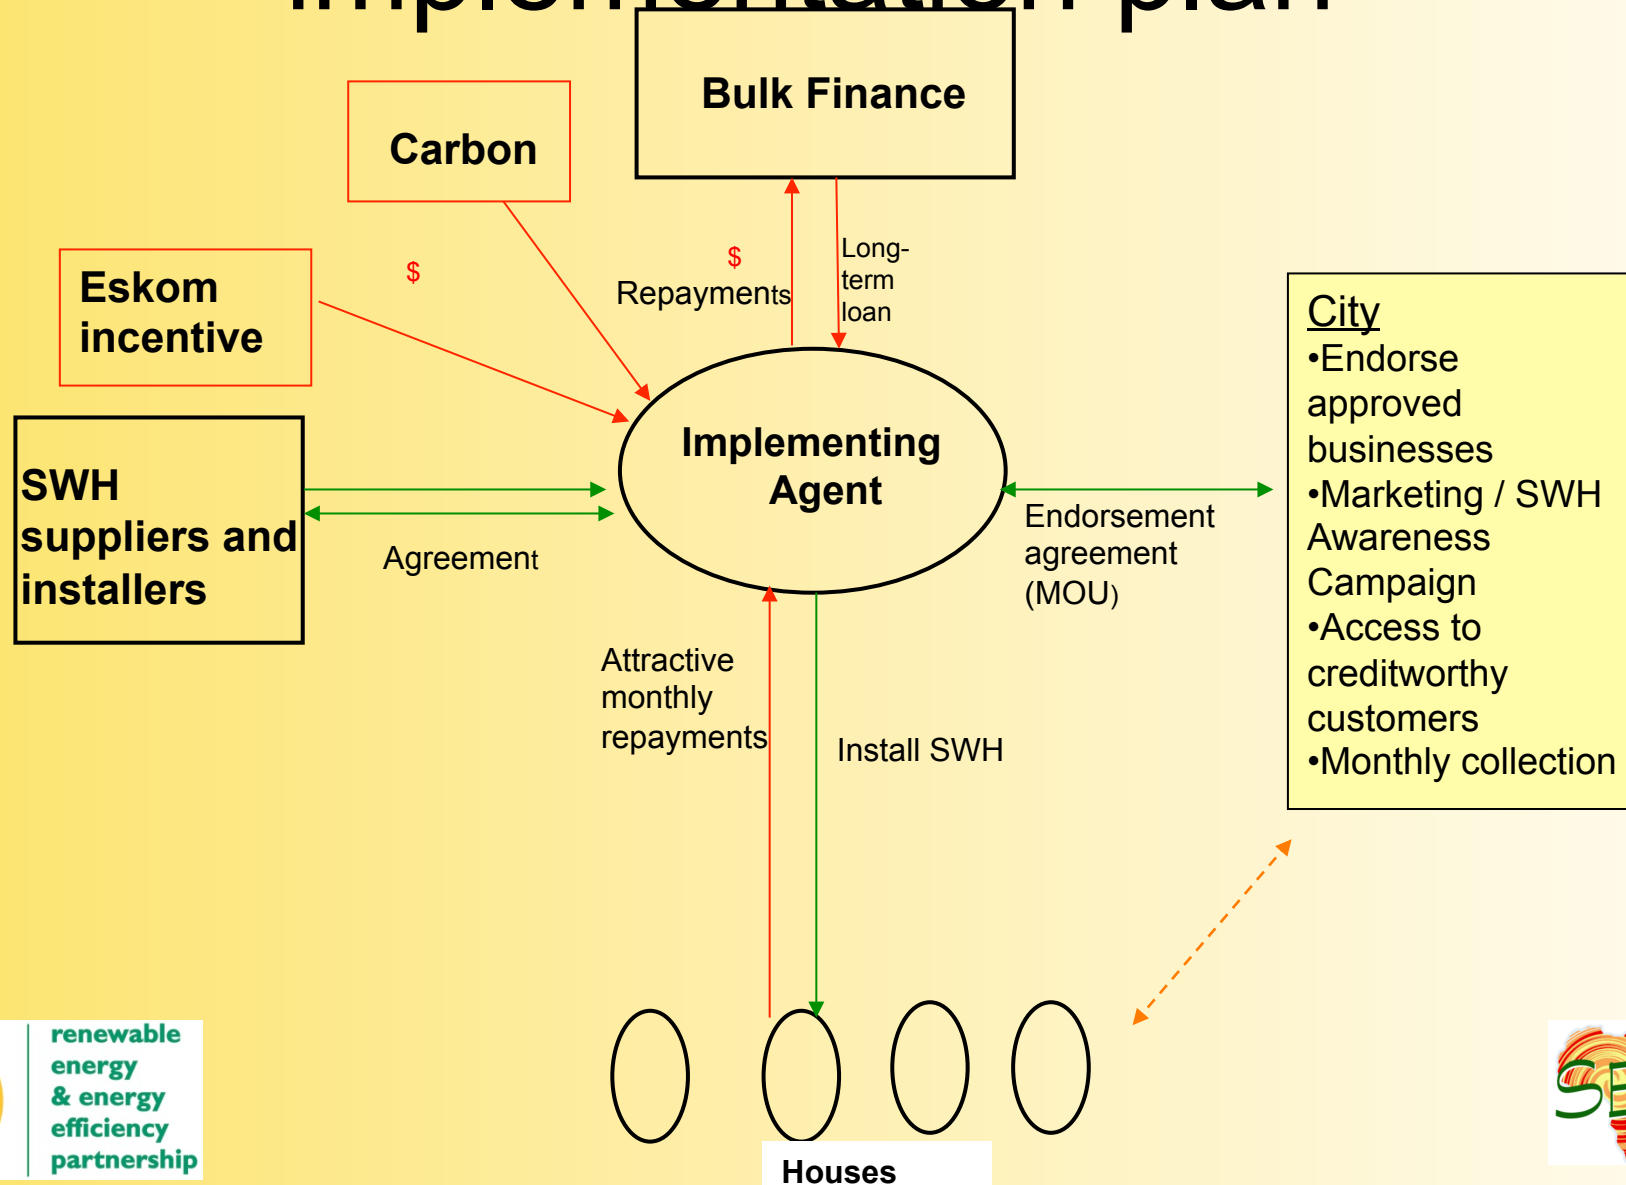 implementation plan
Bulk Finance
Carbon
$
$
Repayments
Long-
term
loan
Eskom
incentive
City
•Endorse
approved
businesses
•Marketing / SWH
Awareness
Campaign
•Access to
creditworthy
customers
•Monthly collection
Implementing
Agent
SWH
suppliers and
installers
Agreement
Endorsement
agreement
(MOU)
Attractive
monthly
repayments
Install SWH
renewable
energy
& energy
efficiency
partnership
Houses